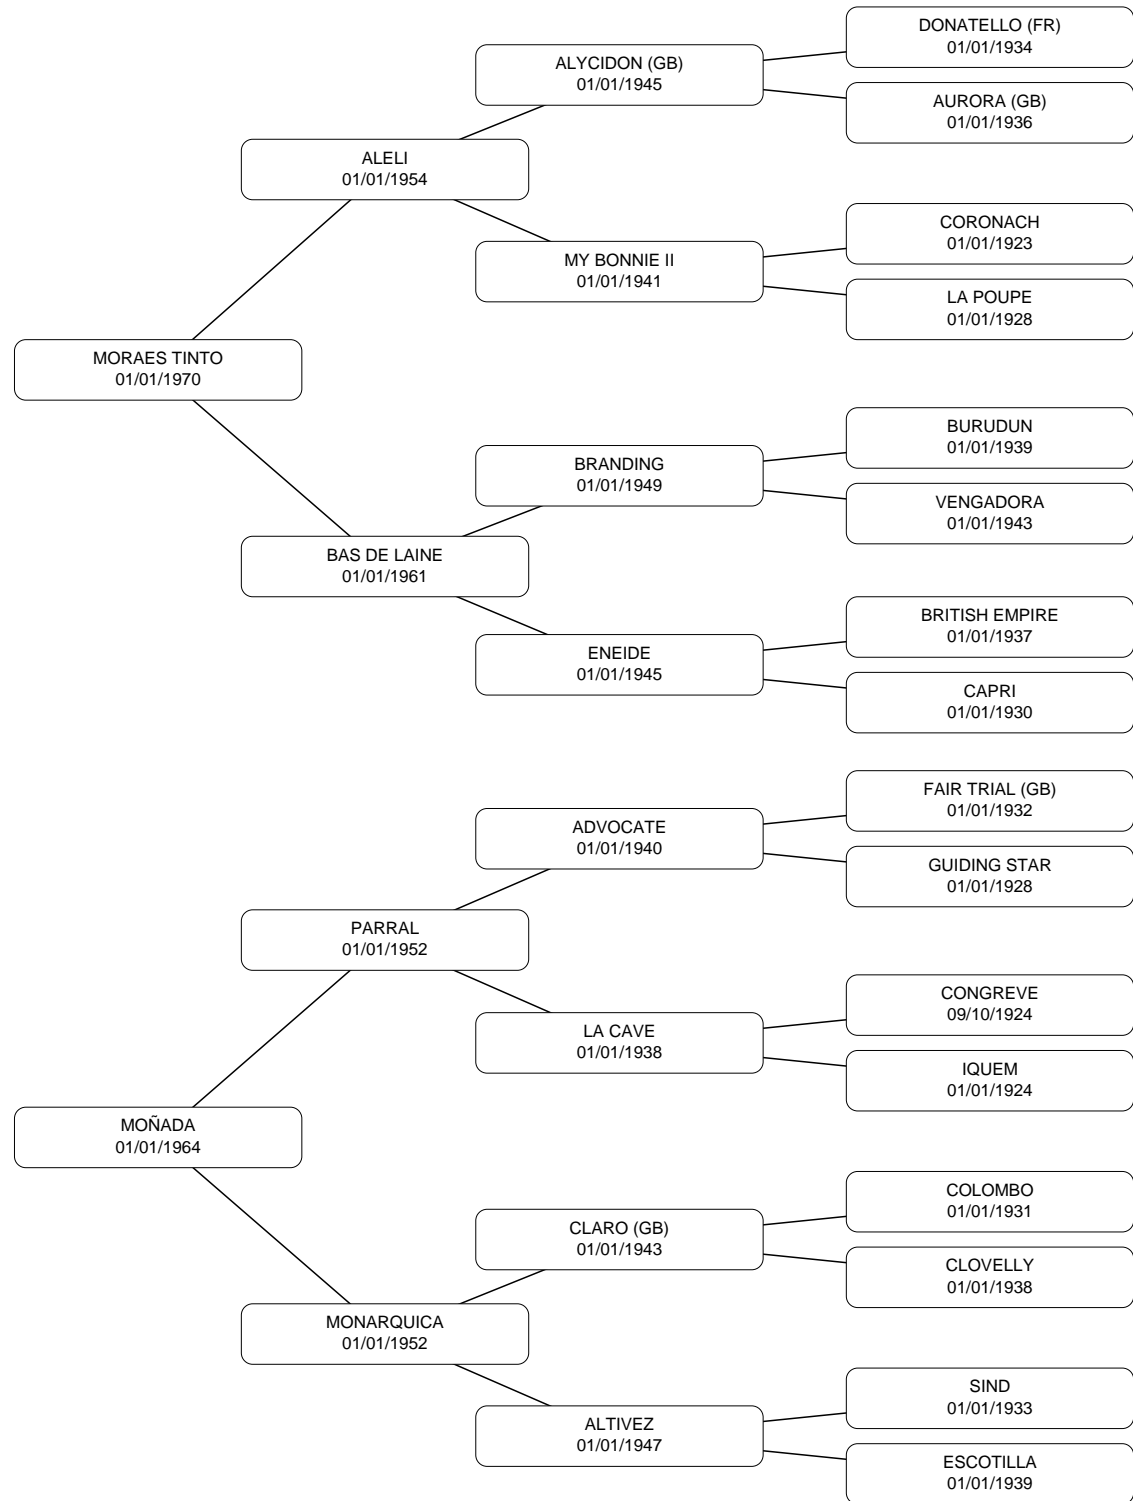 DONATELLO (FR)
01/01/1934
ALYCIDON (GB)
01/01/1945
AURORA (GB)
01/01/1936
ALELI
01/01/1954
CORONACH
01/01/1923
MY BONNIE II
01/01/1941
LA POUPE
01/01/1928
MORAES TINTO
01/01/1970
BURUDUN
01/01/1939
BRANDING
01/01/1949
VENGADORA
01/01/1943
BAS DE LAINE
01/01/1961
BRITISH EMPIRE
01/01/1937
ENEIDE
01/01/1945
CAPRI
01/01/1930
FAIR TRIAL (GB)
01/01/1932
ADVOCATE
01/01/1940
GUIDING STAR
01/01/1928
PARRAL
01/01/1952
CONGREVE
09/10/1924
LA CAVE
01/01/1938
IQUEM
01/01/1924
MOÑADA
01/01/1964
COLOMBO
01/01/1931
CLARO (GB)
01/01/1943
CLOVELLY
01/01/1938
MONARQUICA
01/01/1952
SIND
01/01/1933
ALTIVEZ
01/01/1947
ESCOTILLA
01/01/1939